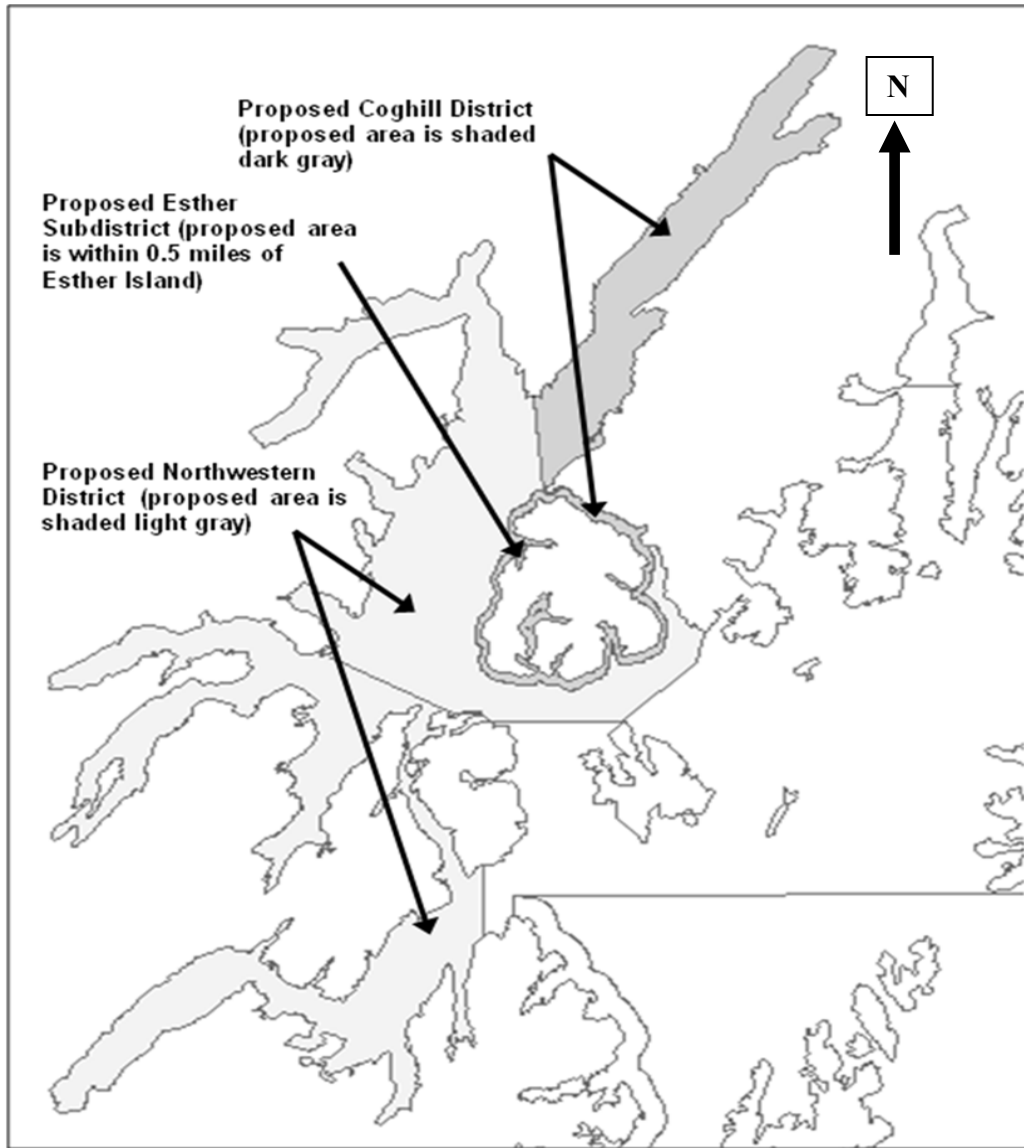 N
Proposed Coghill District
(proposed area is shaded
dark gray)
Proposed Esther
Subdistrict (proposed area
is within 0.5 miles of
Esther Island)
Proposed Northwestern
District (proposed area is
shaded light gray)